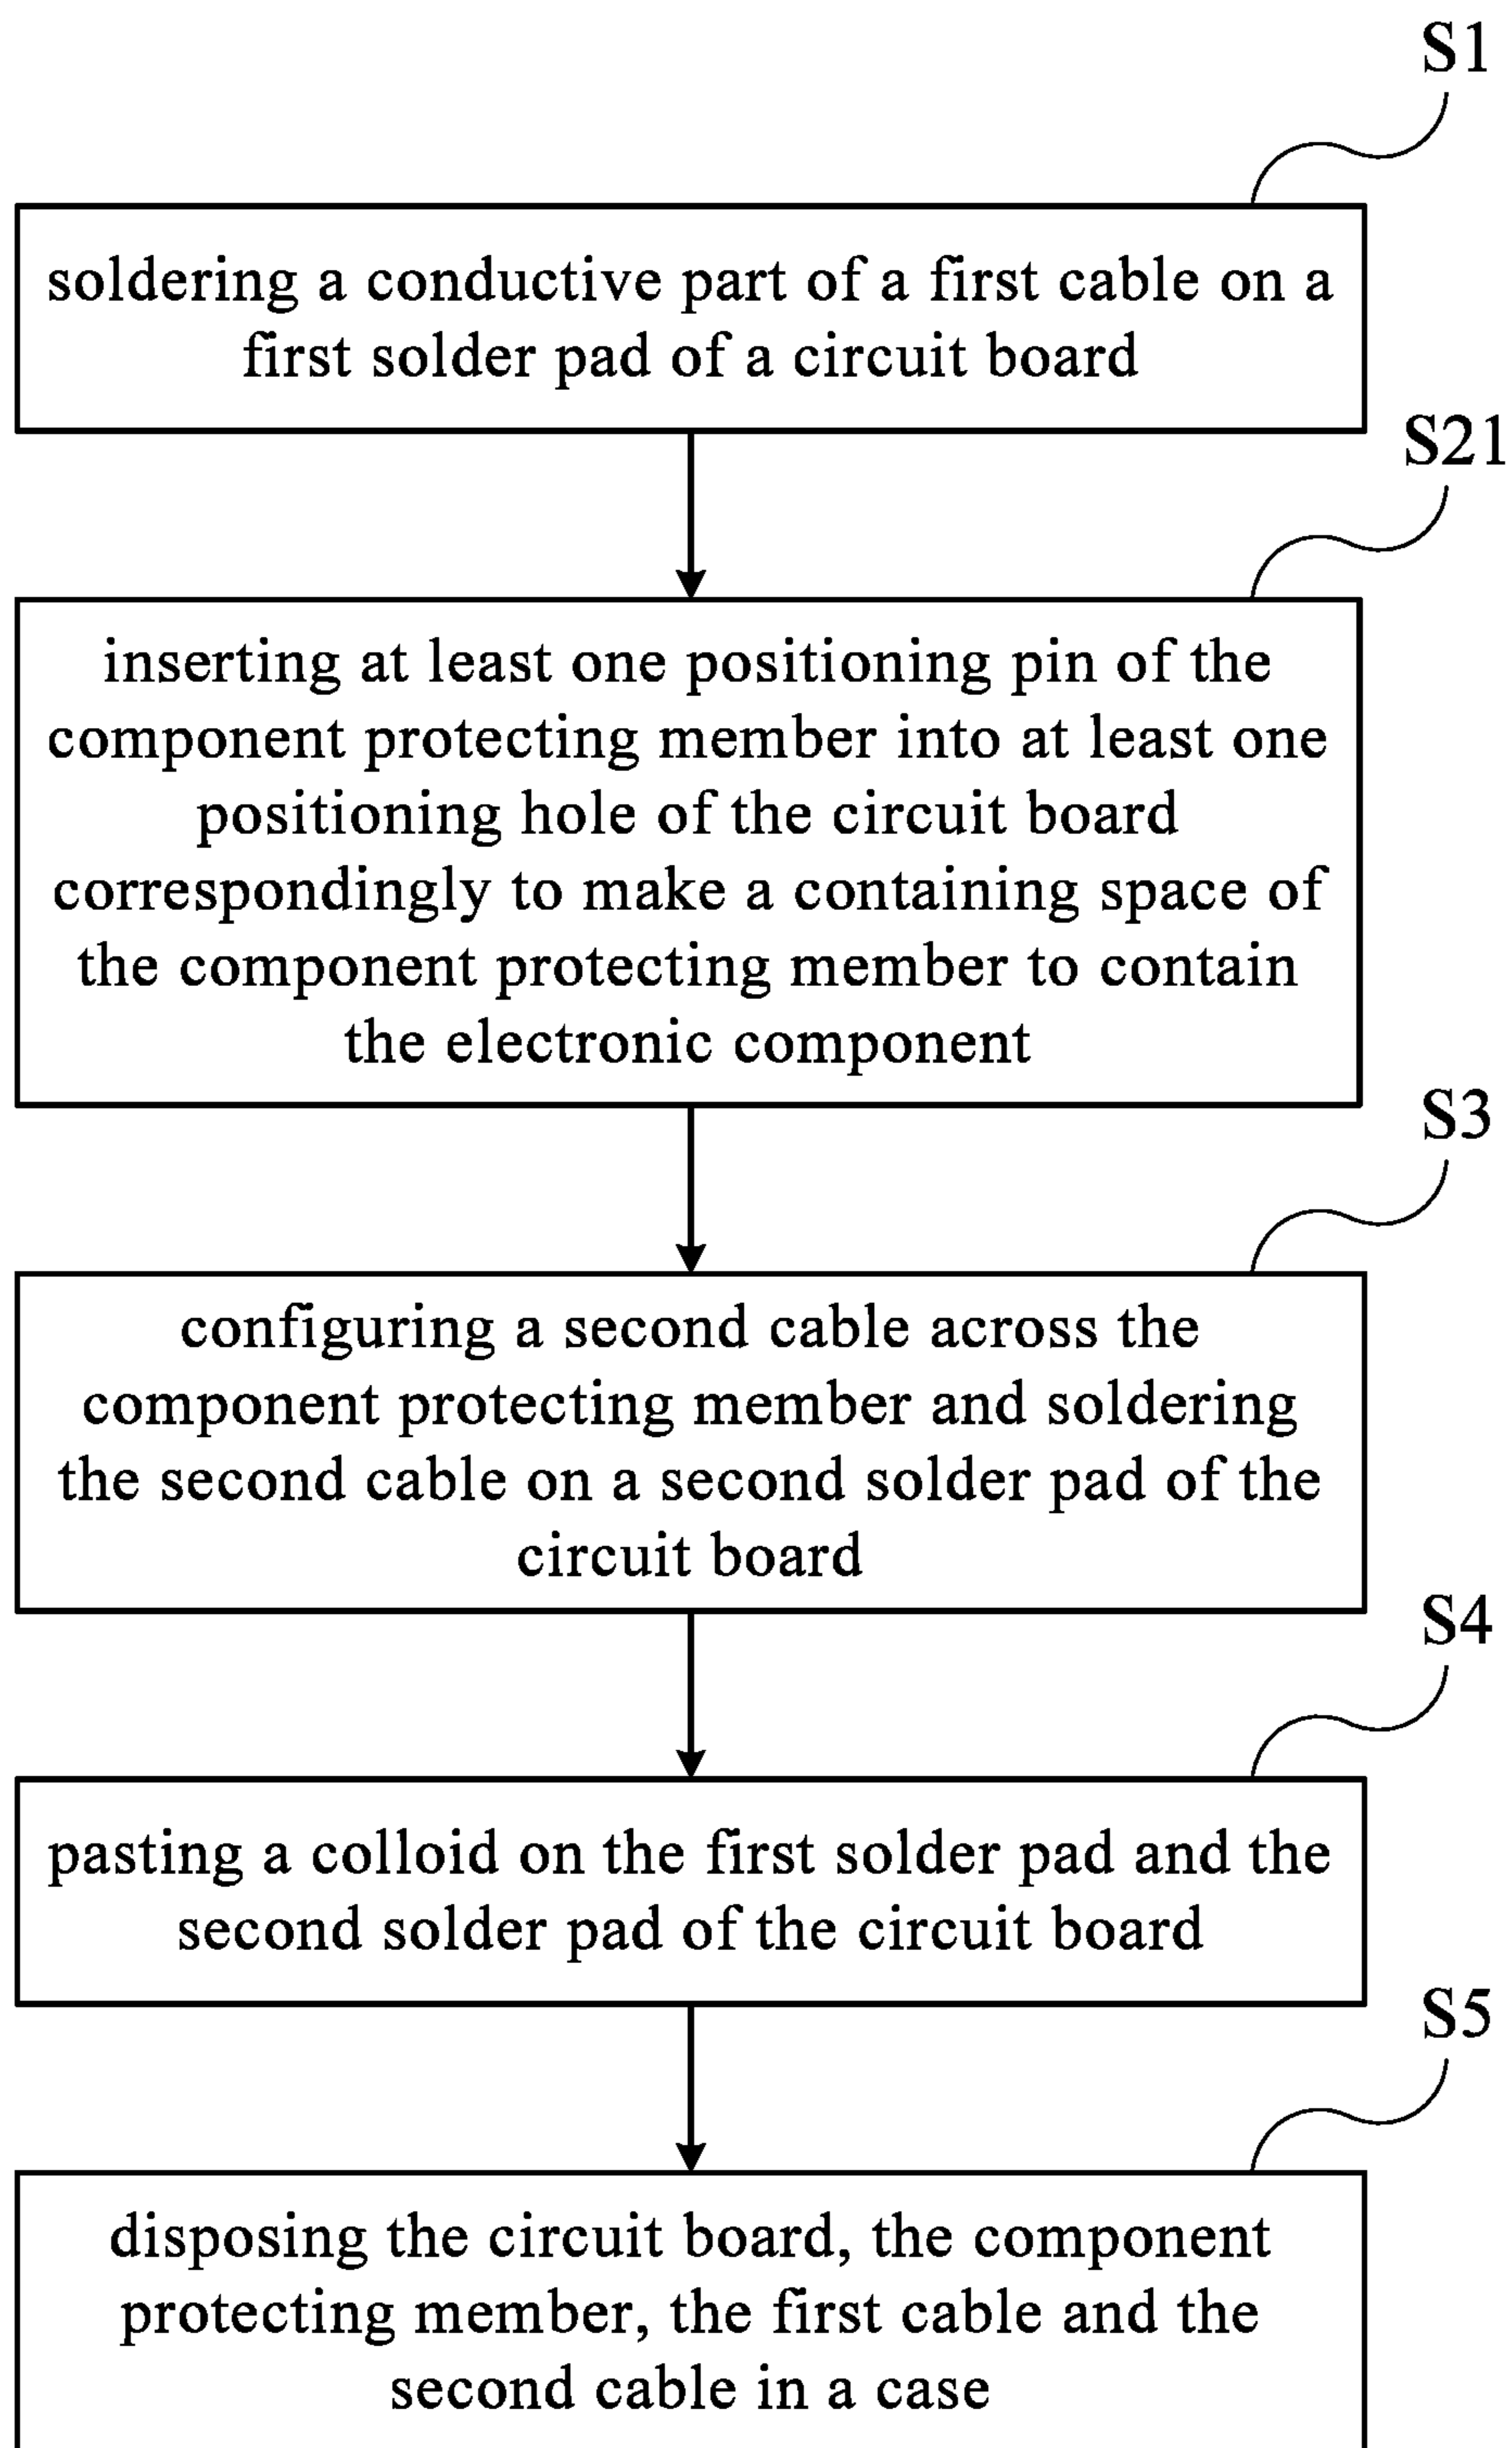 S1
soldering a conductive part of a first cable on a
first solder pad of a circuit board
S21
inserting at least one positioning pin of the
component protecting member into at least one
positioning hole of the circuit board
correspondingly to make a containing space of
the component protecting member to contain
the electronic component
S3
configuring a second cable across the
component protecting member and soldering
the second cable on a second solder pad of the
circuit board
S4
pasting a colloid on the first solder pad and the
second solder pad of the circuit board
S5
disposing the circuit board, the component
protecting member, the first cable and the
second cable in a case